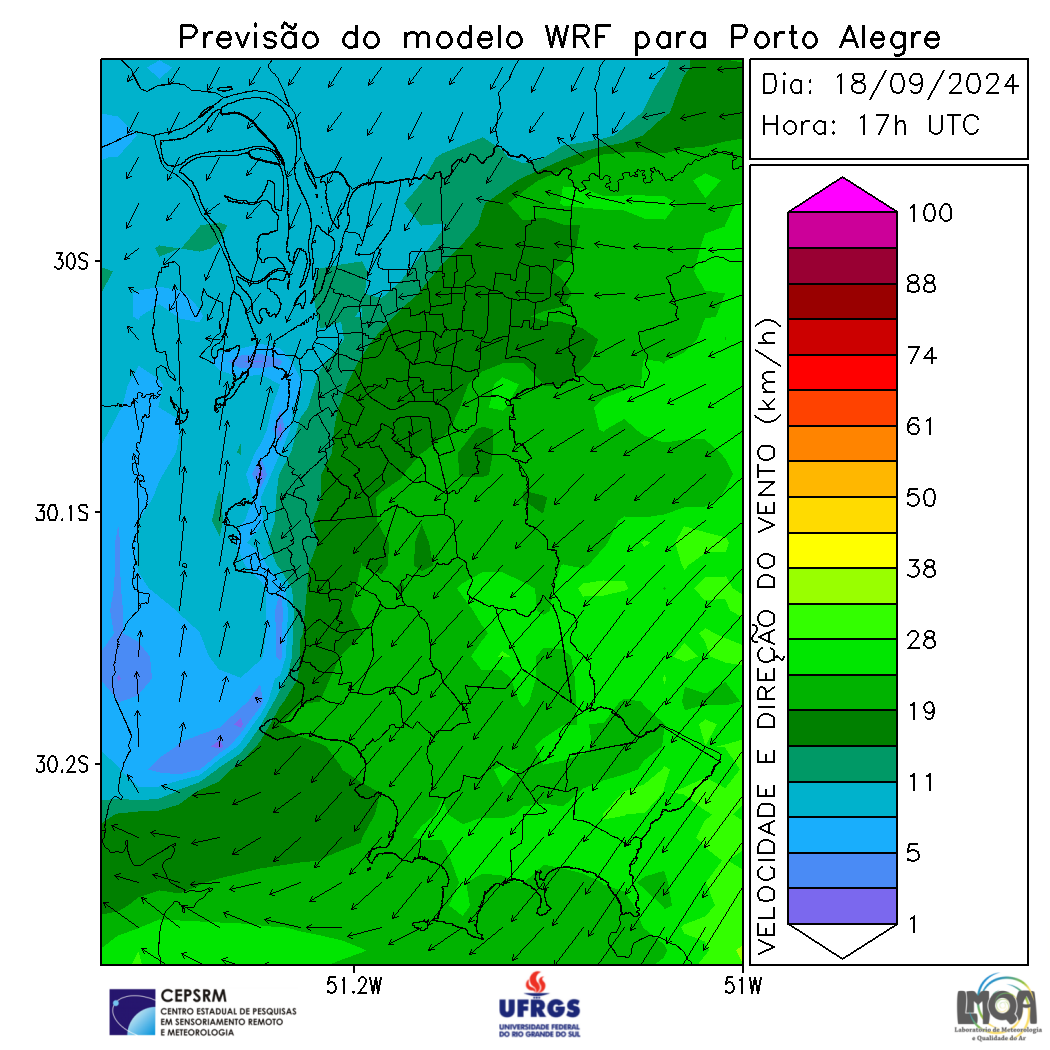 Previsão do modelo WRF para Porto Alegre
Dia: 18/09/2024
Hora: 17h UTC
30S
30.1S
30.2S
51.2W
51W
VELOCIDADE E DIREÇÃO DO VENTO (km/h)
100
88
74
61
50
38
28
19
11
5
1
CEPSRM
CENTRO ESTADUAL DE PESQUISAS
EM SENSORIAMENTO REMOTO
E METEOROLOGIA
UFRGS
UNIVERSIDADE FEDERAL
DO RIO GRANDE DO SUL
LMQA
Laboratório de Meteorologia
e Qualidade do Ar